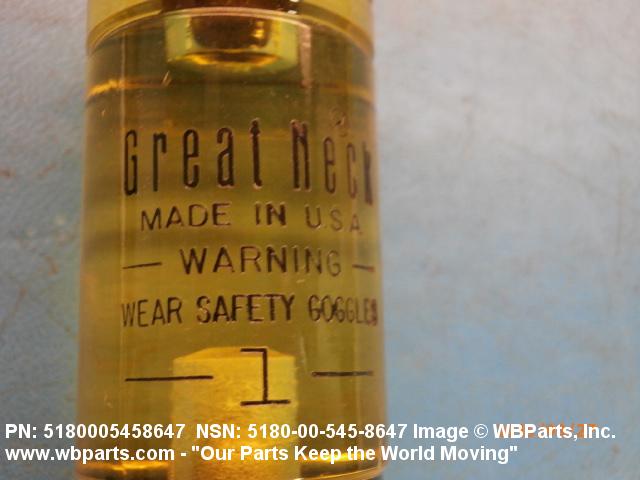 Great Neck
MADE IN U.S.A
— WARNING —
WEAR SAFETY GOGGLES
— 1 —
PN: 5180005458647 NSN: 5180-00-545-8647 Image © WBParts, Inc.
www.wbparts.com - "Our Parts Keep the World Moving"